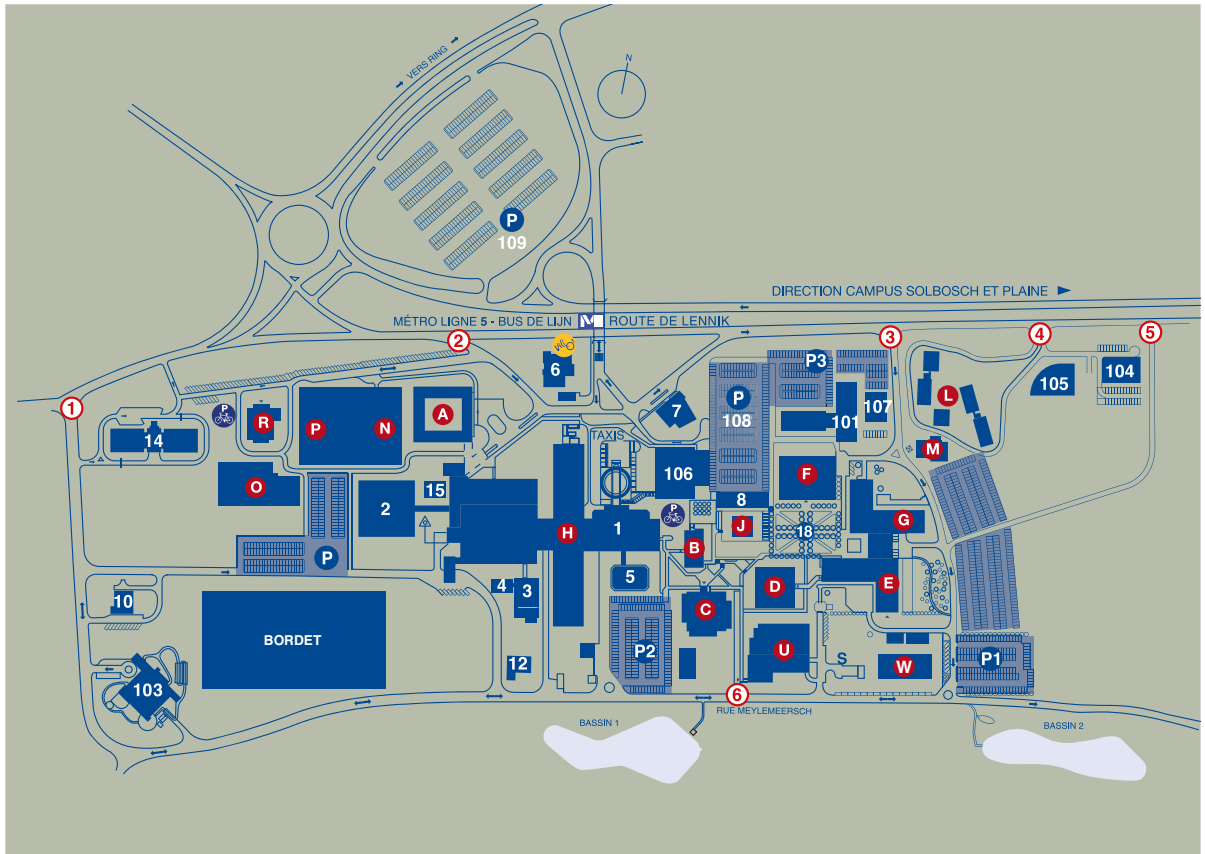 VERS RING
N
P
109
DIRECTION CAMPUS SOLBOSCH ET PLAINE
MÉTRO LIGNE 5 - BUS DE LIJN M ROUTE DE LENNIK
2
3
4
5
villo
6
P3
105
104
P
108
L
1
P
R
P
N
A
7
101
107
14
TAXIS
M
O
2
15
106
F
8
P
J
18
G
H
1
B
P
5
D
E
4
3
C
10
BORDET
P2
U
S
W
P1
12
103
6
RUE MEYLEMEERSCH
BASSIN 1
BASSIN 2